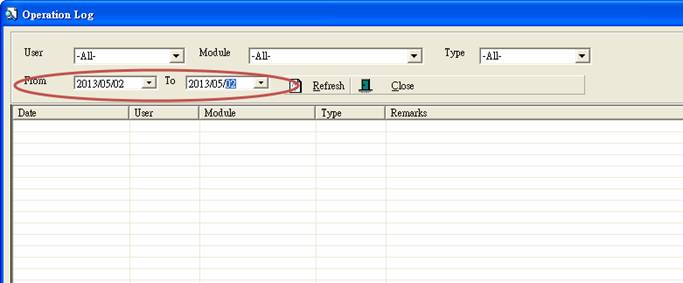 Operation Log
User -All- Module -All- Type -All-
From 2013/05/02 To 2013/05/02 Refresh Close
Date User Module Type Remarks